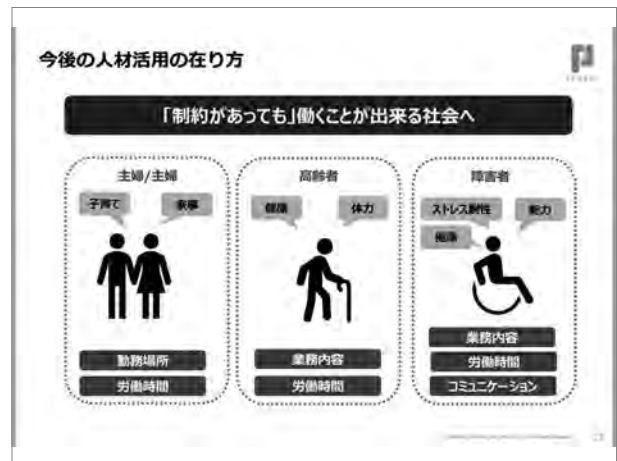 今後の人材活用の在り方
「制約があっても」働くことが出来る社会へ
主婦/主婦
子育て
家事
勤務場所
労働時間
高齢者
健康
体力
業務内容
労働時間
障害者
ストレス耐性
能力
業務内容
労働時間
コミュニケーション